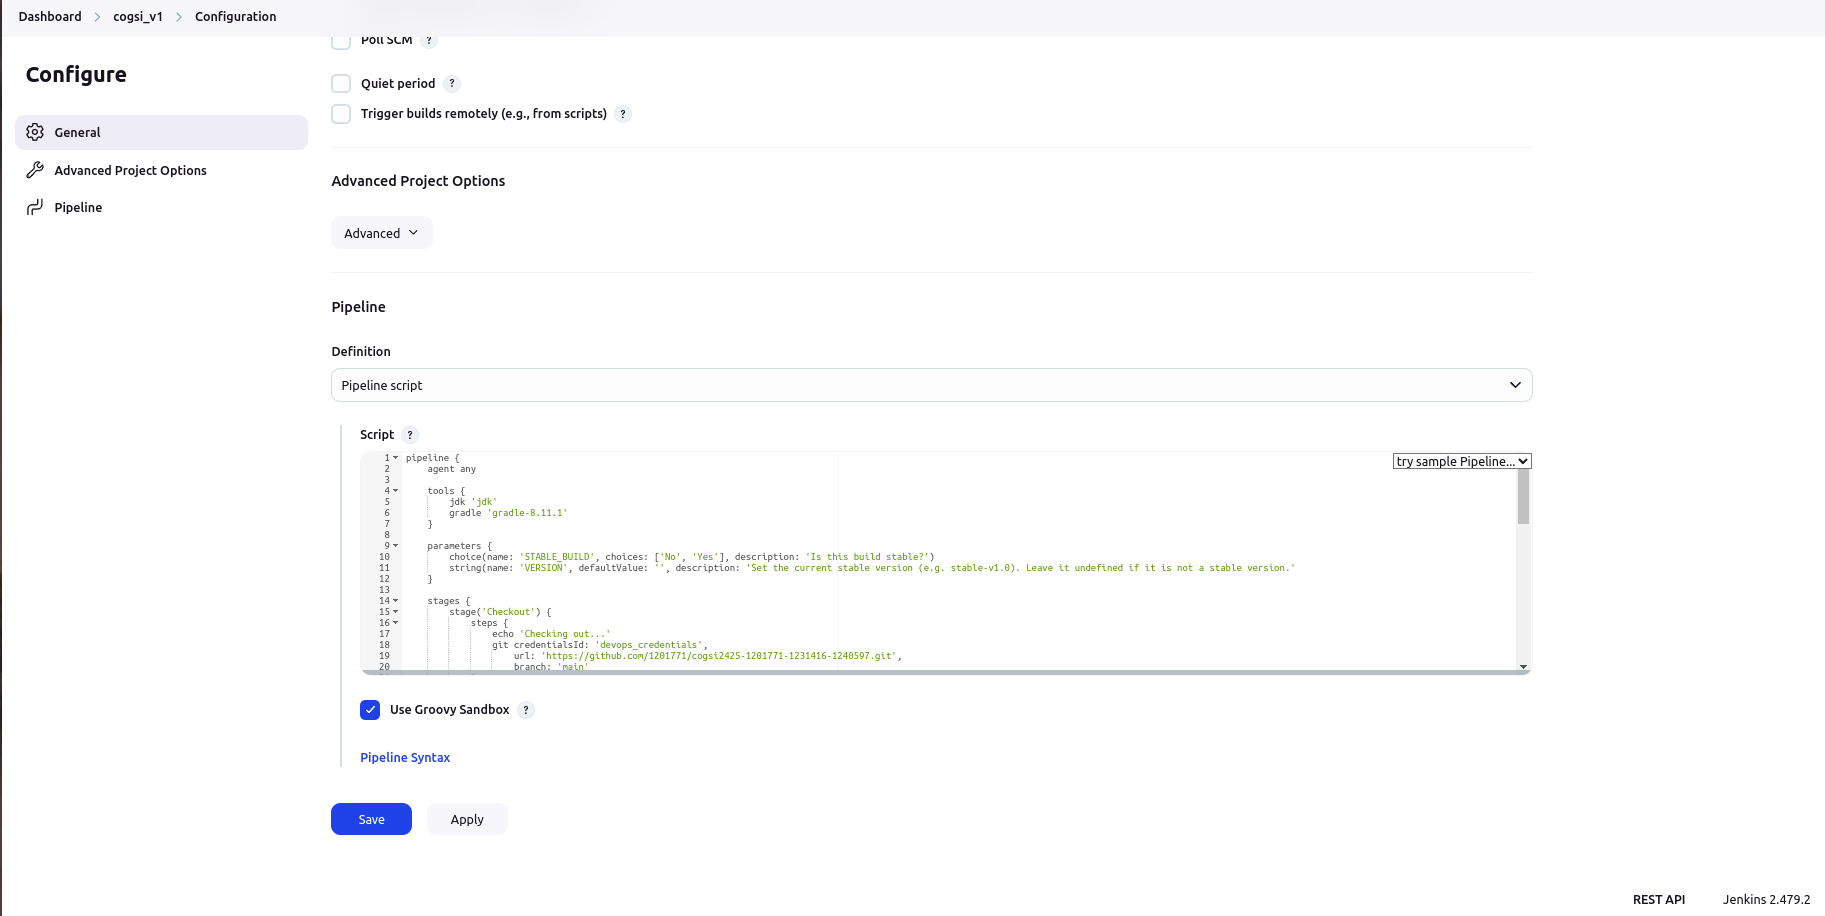 Dashboard > cogsi_v1 > Configuration
Configure
General
Advanced Project Options
Pipeline
Poll SCM ?
Quiet period ?
Trigger builds remotely (e.g., from scripts) ?
Advanced Project Options
Advanced
Pipeline
Definition
Pipeline script
Script ?
try sample Pipeline...
1 pipeline {
2     agent any
3
4     tools {
5         jdk 'jdk'
6         gradle 'gradle-8.11.1'
7     }
8
9     parameters {
10         choice(name: 'STABLE_BUILD', choices: ['No', 'Yes'], description: 'Is this build stable?')
11         string(name: 'VERSION', defaultValue: '', description: 'Set the current stable version (e.g. stable-v1.0). Leave it undefined if it is not a stable version.'
12     }
13
14     stages {
15         stage('Checkout') {
16             steps {
17                 echo 'Checking out...'
18                 git credentialsId: 'devops_credentials',
19                     url: 'https://github.com/1201771/cogsi2425-1201771-1231416-1240597.git',
20                     branch: 'main'
Use Groovy Sandbox ?
Pipeline Syntax
Save
Apply
REST API
Jenkins 2.479.2